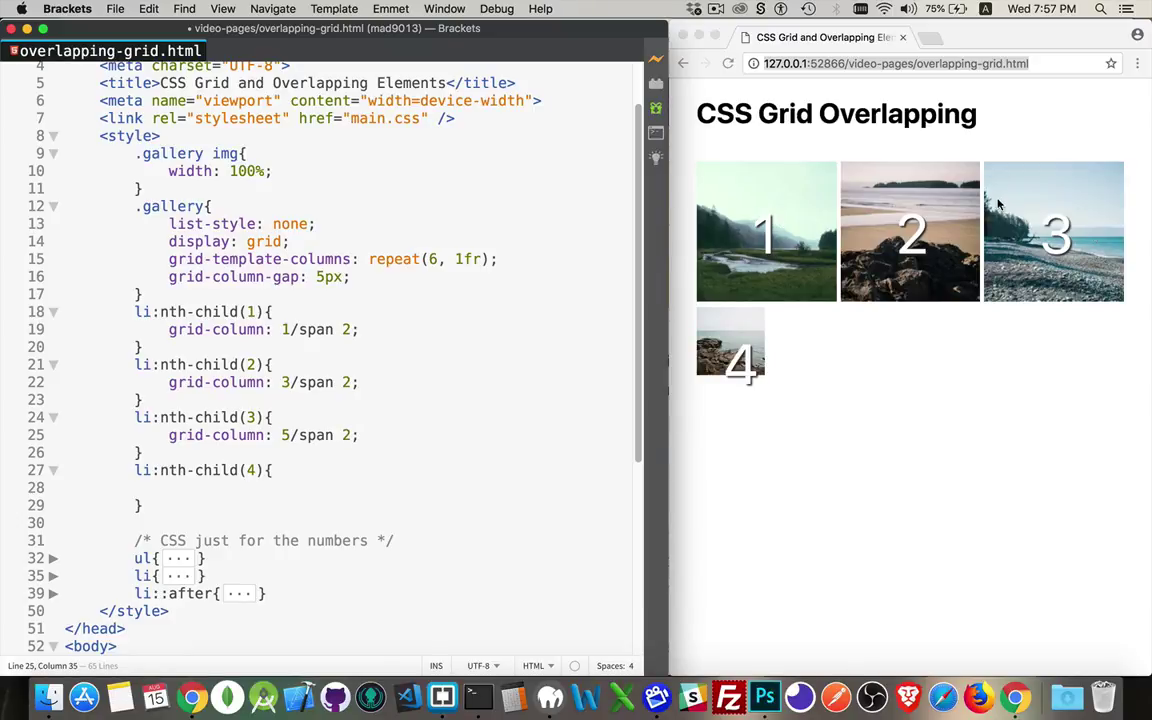 Brackets File Edit Find View Navigate Template Emmet Window Debug Help 75% A Wed 7:57 PM
video-pages/overlapping-grid.html (mad9013) — Brackets
overlapping-grid.html
4 <meta charset="UTF-8">
5 <title>CSS Grid and Overlapping Elements</title>
6 <meta name="viewport" content="width=device-width">
7 <link rel="stylesheet" href="main.css" />
8 <style>
9 .gallery img{
10 width: 100%;
11 }
12 .gallery{
13 list-style: none;
14 display: grid;
15 grid-template-columns: repeat(6, 1fr);
16 grid-column-gap: 5px;
17 }
18 li:nth-child(1){
19 grid-column: 1/span 2;
20 }
21 li:nth-child(2){
22 grid-column: 3/span 2;
23 }
24 li:nth-child(3){
25 grid-column: 5/span 2;
26 }
27 li:nth-child(4){
28
29 }
30
31 /* CSS just for the numbers */
32 ul{ ··· }
35 li{ ··· }
39 li::after{ ··· }
50 </style>
51 </head>
52 <body>
Line 25, Column 35 — 65 Lines INS UTF-8 HTML Spaces: 4
CSS Grid and Overlapping Ele
127.0.0.1:52866/video-pages/overlapping-grid.html
CSS Grid Overlapping
1 2 3
4
AUG
15